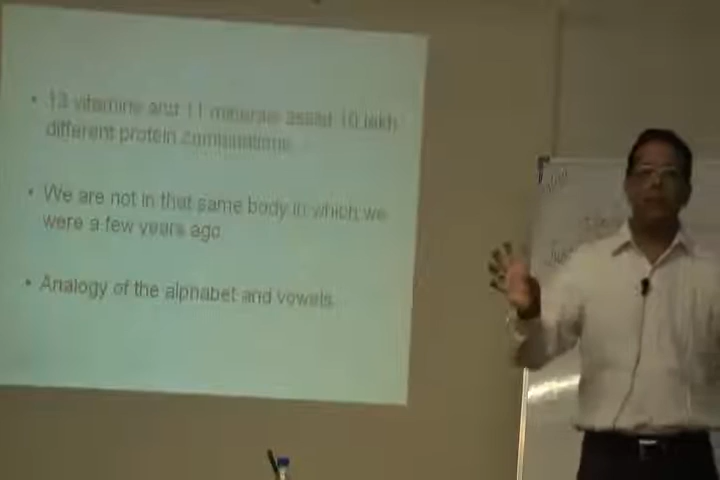 • 13 vitamins and 11 minerals assist 10 lakh
different protein combinations
• We are not in that same body in which we
were a few years ago
• Analogy of the alphabet and vowels